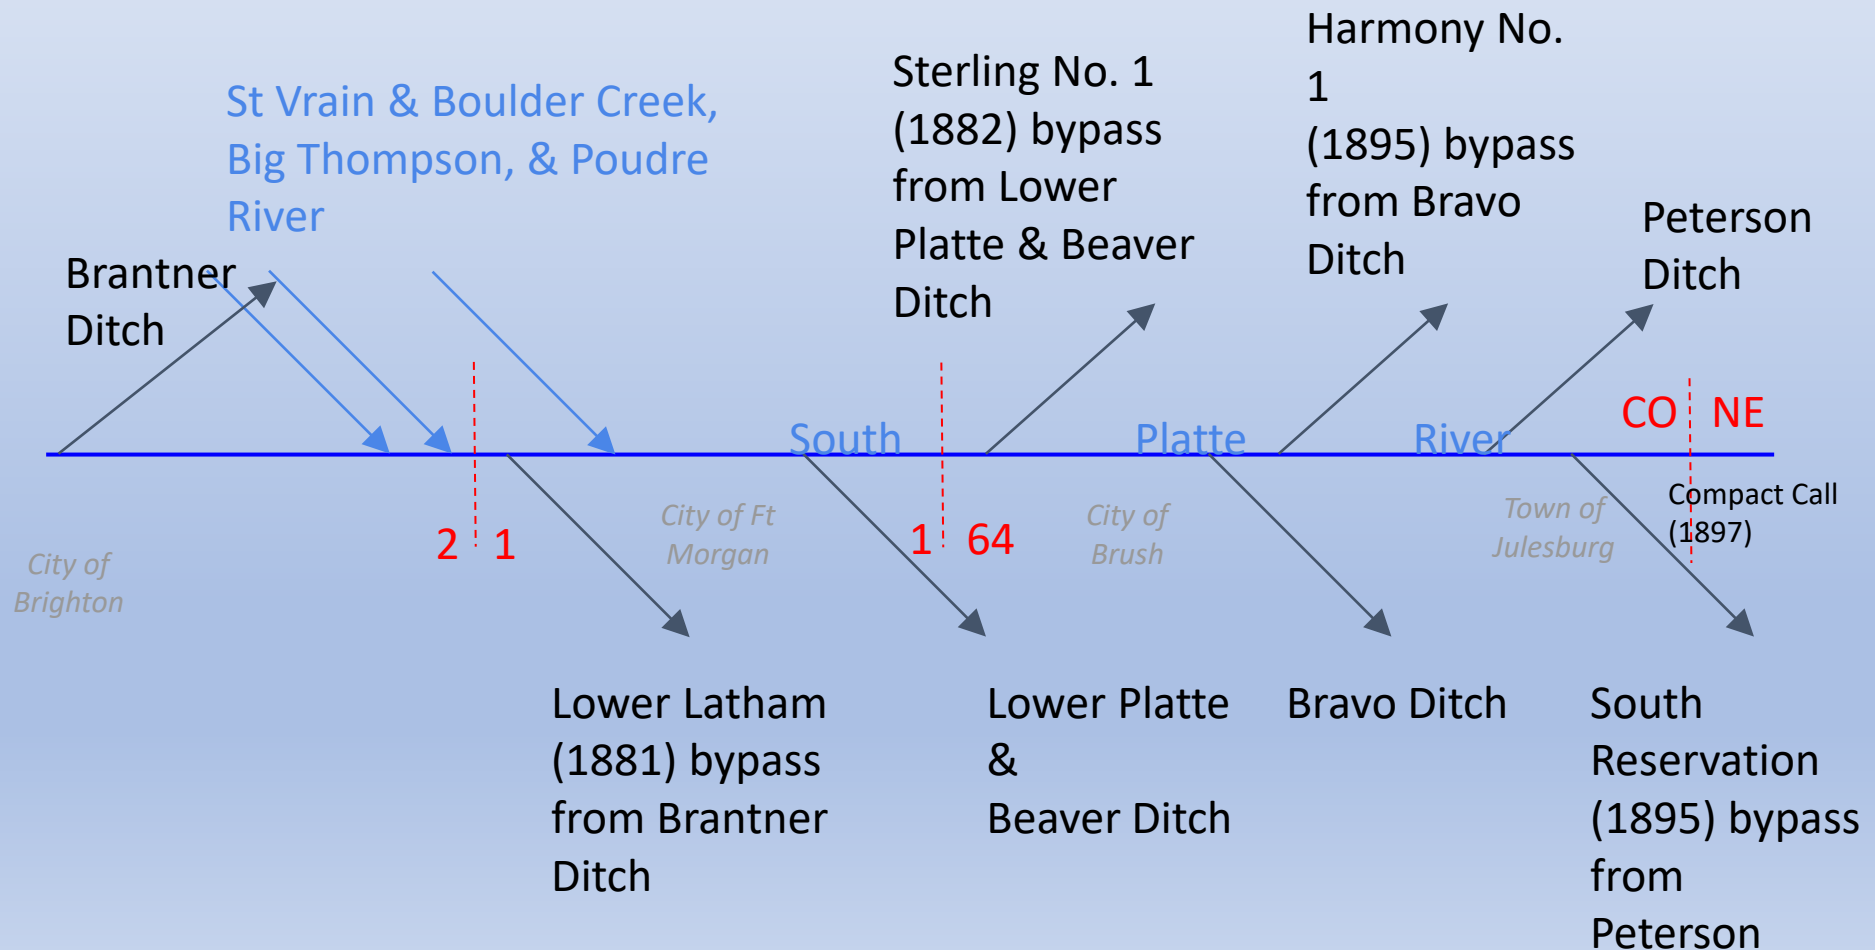 Harmony No.
1
(1895) bypass
from Bravo
Ditch
Sterling No. 1
(1882) bypass
from Lower
Platte & Beaver
Ditch
St Vrain & Boulder Creek,
Big Thompson, & Poudre
River
Peterson
Ditch
Brantner
Ditch
CO NE
South Platte River
Compact Call
(1897)
2 1
City of Ft
Morgan
1 64
City of
Brush
Town of
Julesburg
City of
Brighton
Lower Latham
(1881) bypass
from Brantner
Ditch
Lower Platte
&
Beaver Ditch
Bravo Ditch
South
Reservation
(1895) bypass
from
Peterson